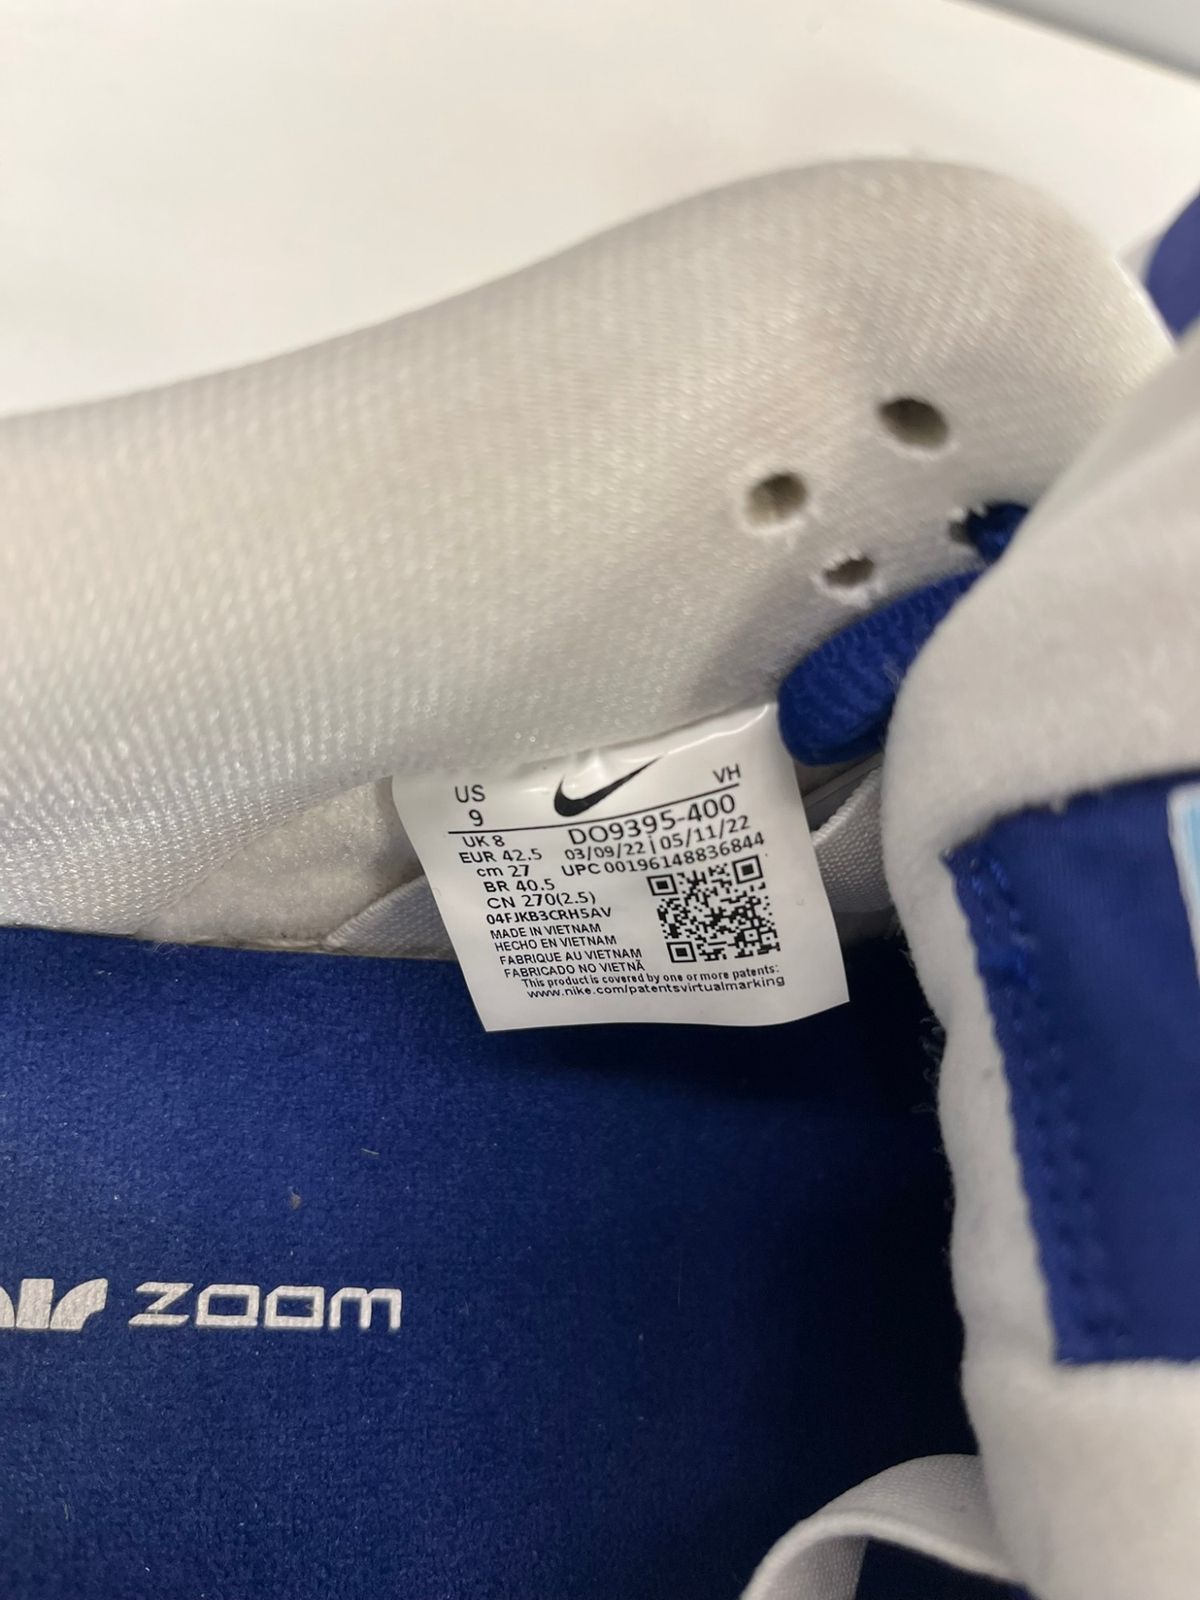 US VH
9
UK 8 DO9395-400
EUR 42.5 03/09/22 | 05/11/22
cm 27 UPC 00196148836844
BR 40.5
CN 270(2.5)
04FJKB3CRH5AV
MADE IN VIETNAM
HECHO EN VIETNAM
FABRIQUE AU VIETNAM
FABRICADO NO VIETNÃ
This product is covered by one or more patents:
www.nike.com/patentsvirtualmarking
zoom